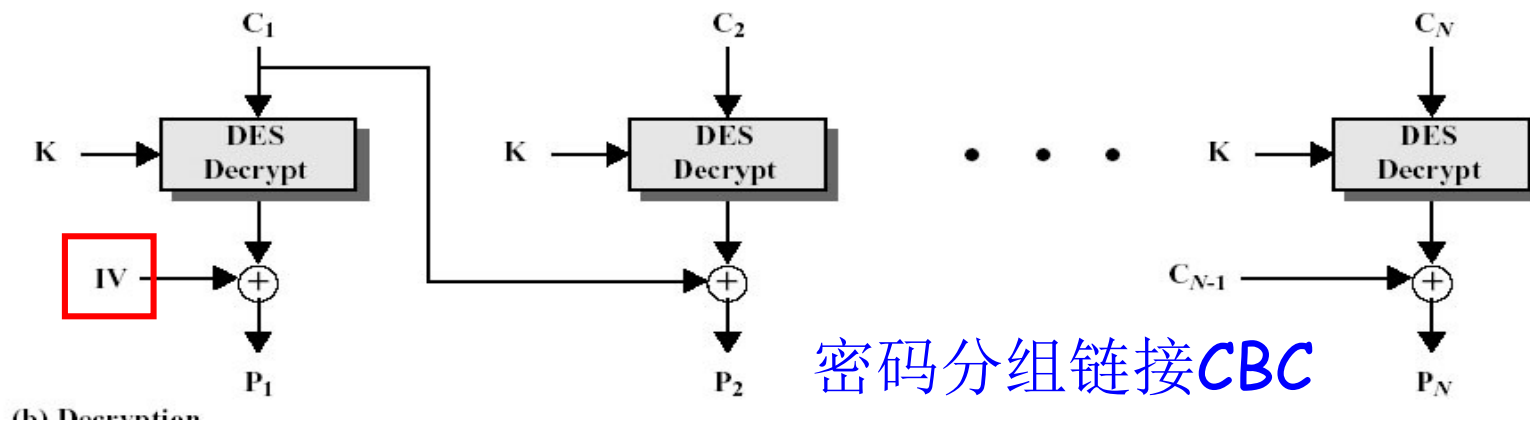 C1 C2 CN
DES Decrypt DES Decrypt DES Decrypt
K K K
IV CN-1
P1 P2 密码分组链接CBC PN
(b) Decryption